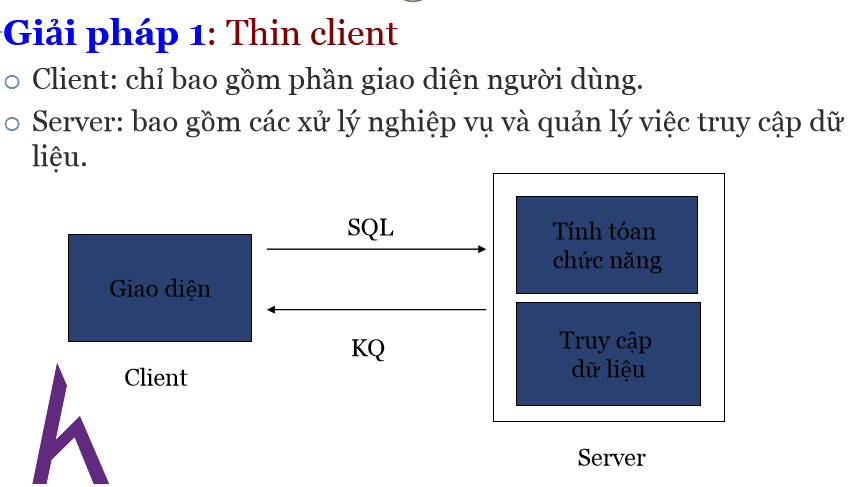 Giải pháp 1: Thin client
Client: chỉ bao gồm phần giao diện người dùng.
Server: bao gồm các xử lý nghiệp vụ và quản lý việc truy cập dữ
liệu.
SQL
Giao diện
KQ
Client
Tính tóan
chức năng
Truy cập
dữ liệu
Server